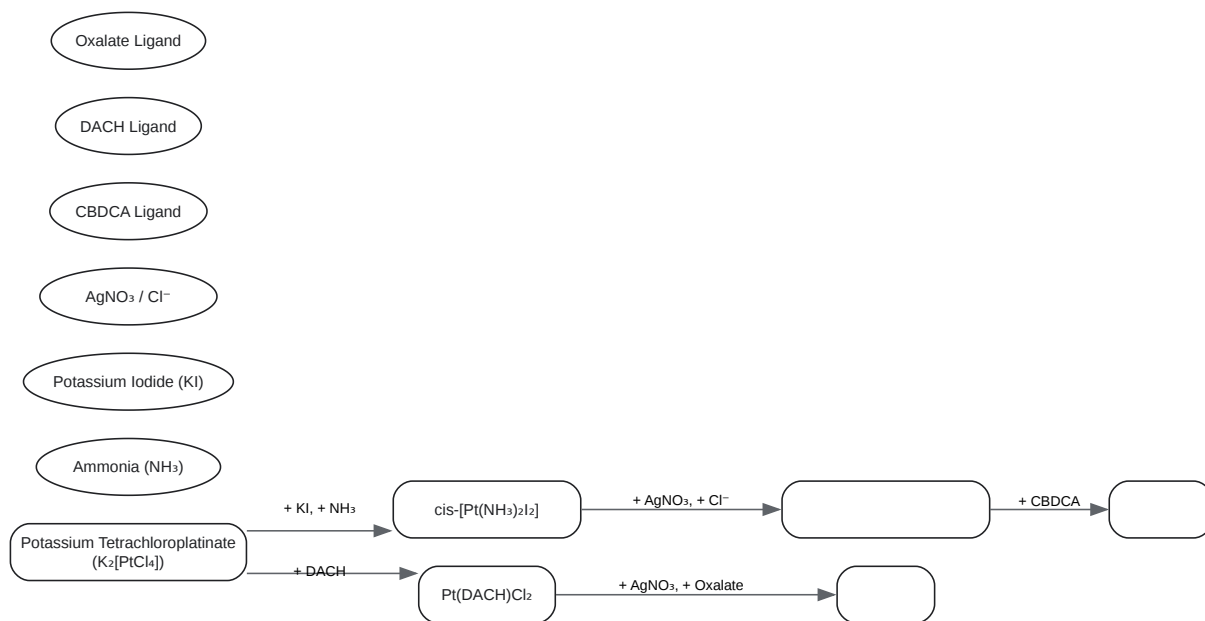 Oxalate Ligand
DACH Ligand
CBDCA Ligand
AgNO₃ / Cl⁻
Potassium Iodide (KI)
Ammonia (NH₃)
+ KI, + NH₃
cis-[Pt(NH₃)₂I₂]
+ AgNO₃, + Cl⁻
+ CBDCA
Potassium Tetrachloroplatinate
(K₂[PtCl₄])
+ DACH
Pt(DACH)Cl₂
+ AgNO₃, + Oxalate